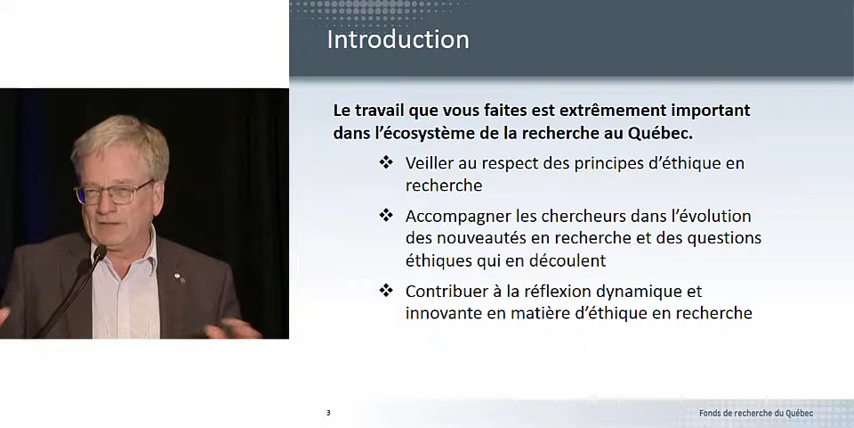 Introduction
Le travail que vous faites est extrêmement important
dans l'écosystème de la recherche au Québec.
❖ Veiller au respect des principes d'éthique en
recherche
❖ Accompagner les chercheurs dans l'évolution
des nouveautés en recherche et des questions
éthiques qui en découlent
❖ Contribuer à la réflexion dynamique et
innovante en matière d'éthique en recherche
3
Fonds de recherche du Québec